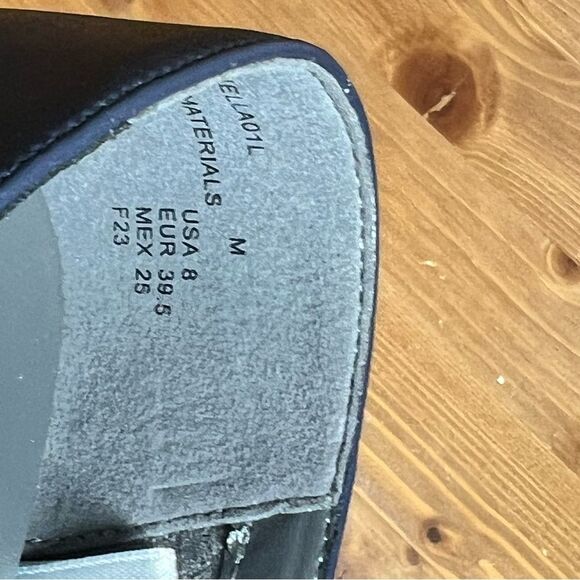 ELLA01L
MATERIALS M
USA 8
EUR 39.5
MEX 25
F23